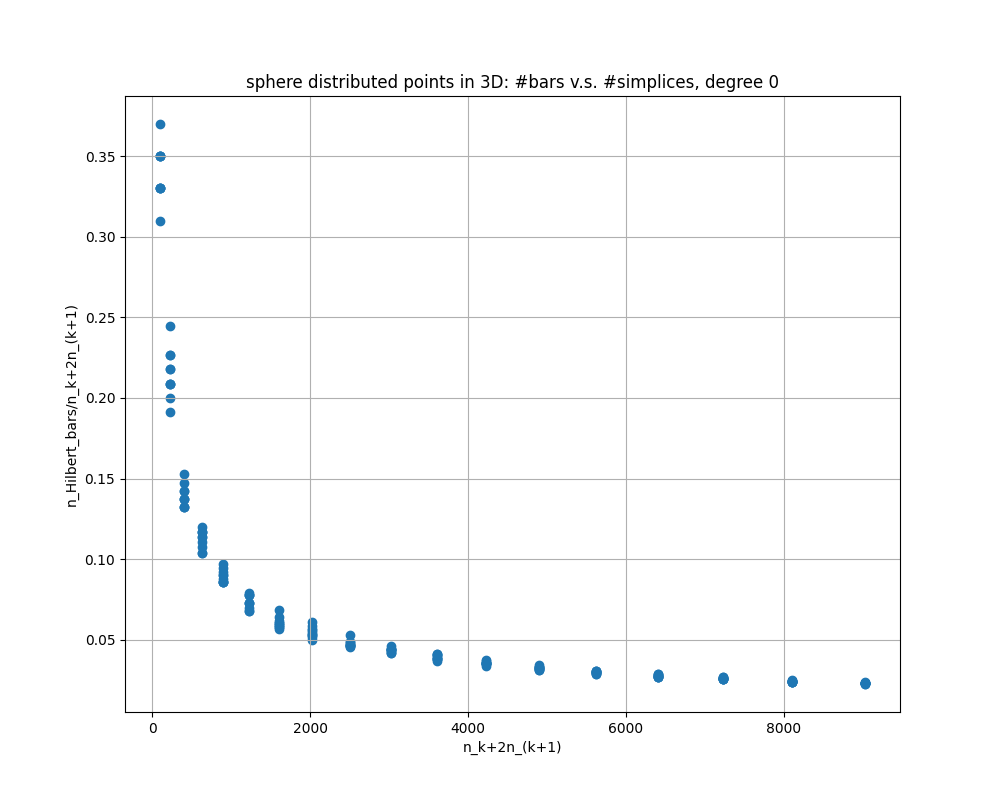 sphere distributed points in 3D: #bars v.s. #simplices, degree 0
n_Hilbert_bars/n_k+2n_(k+1)
0.35
0.30
0.25
0.20
0.15
0.10
0.05
0 2000 4000 6000 8000
n_k+2n_(k+1)